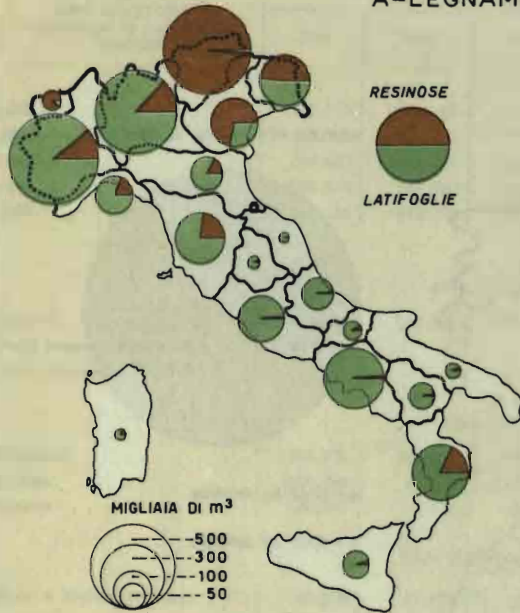 A-LEGNAM
RESINOSE
LATIFOGLIE
MIGLIAIA DI m³
500
300
100
50